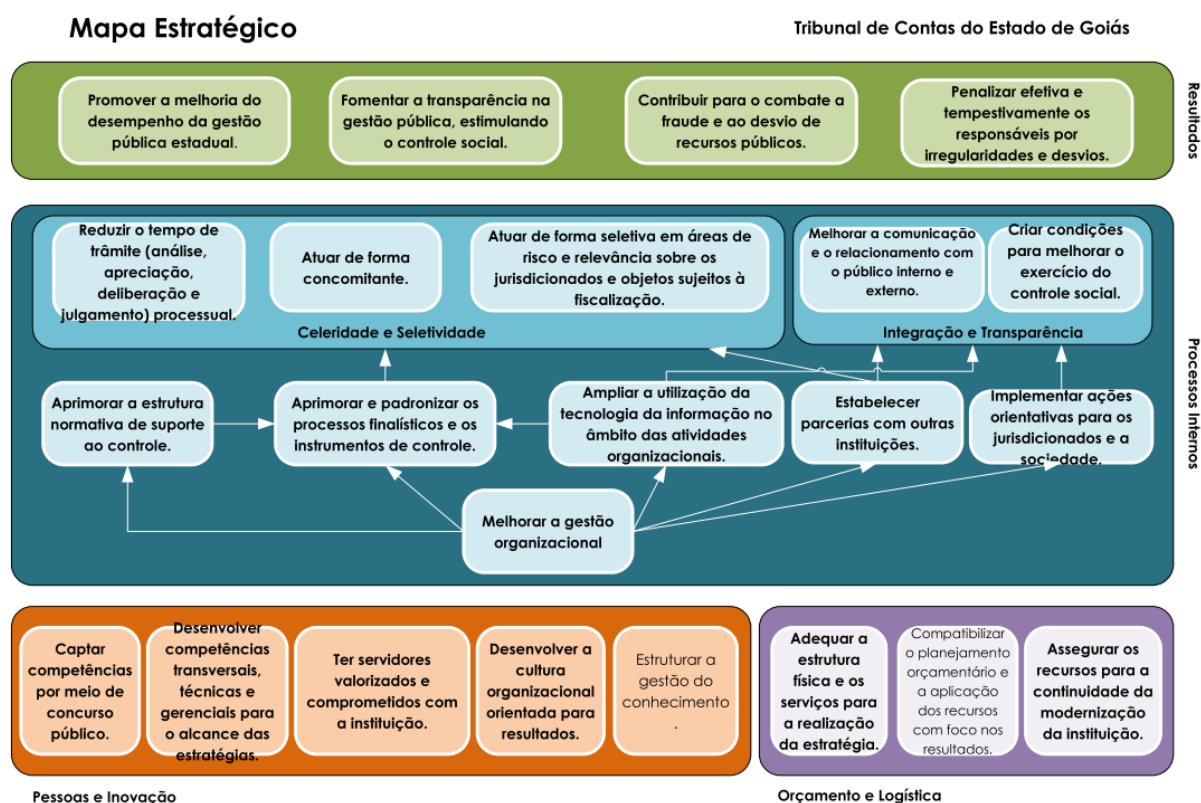 Mapa Estratégico
Tribunal de Contas do Estado de Goiás
Promover a melhoria do
desempenho da gestão
pública estadual.
Fomentar a transparência na
gestão pública, estimulando
o controle social.
Contribuir para o combate a
fraude e ao desvio de
recursos públicos.
Penalizar efetiva e
tempestivamente os
responsáveis por
irregularidades e desvios.
Resultados
Reduzir o tempo de
trâmite (análise,
apreciação,
deliberação e
julgamento) processual.
Atuar de forma
concomitante.
Atuar de forma seletiva em áreas de
risco e relevância sobre os
jurisdicionados e objetos sujeitos à
fiscalização.
Celeridade e Seletividade
Melhorar a comunicação
e o relacionamento com
o público interno e
externo.
Criar condições
para melhorar o
exercício do
controle social.
Integração e Transparência
Processos Internos
Aprimorar a estrutura
normativa de suporte
ao controle.
Aprimorar e padronizar os
processos finalísticos e os
instrumentos de controle.
Ampliar a utilização da
tecnologia da informação no
âmbito das atividades
organizacionais.
Estabelecer
parcerias com outras
instituições.
Implementar ações
orientativas para os
jurisdicionados e a
sociedade.
Melhorar a gestão
organizacional
Captar
competências
por meio de
concurso
público.
Desenvolver
competências
transversais,
técnicas e
gerenciais para
o alcance das
estratégias.
Ter servidores
valorizados e
comprometidos com
a instituição.
Desenvolver a
cultura
organizacional
orientada para
resultados.
Estruturar a
gestão do
conhecimento
.
Pessoas e Inovação
Adequar a
estrutura
física e os
serviços para
a realização
da estratégia.
Compatibilizar
o planejamento
orçamentário e
a aplicação
dos recursos
com foco nos
resultados.
Assegurar os
recursos para a
continuidade da
modernização
da instituição.
Orçamento e Logística